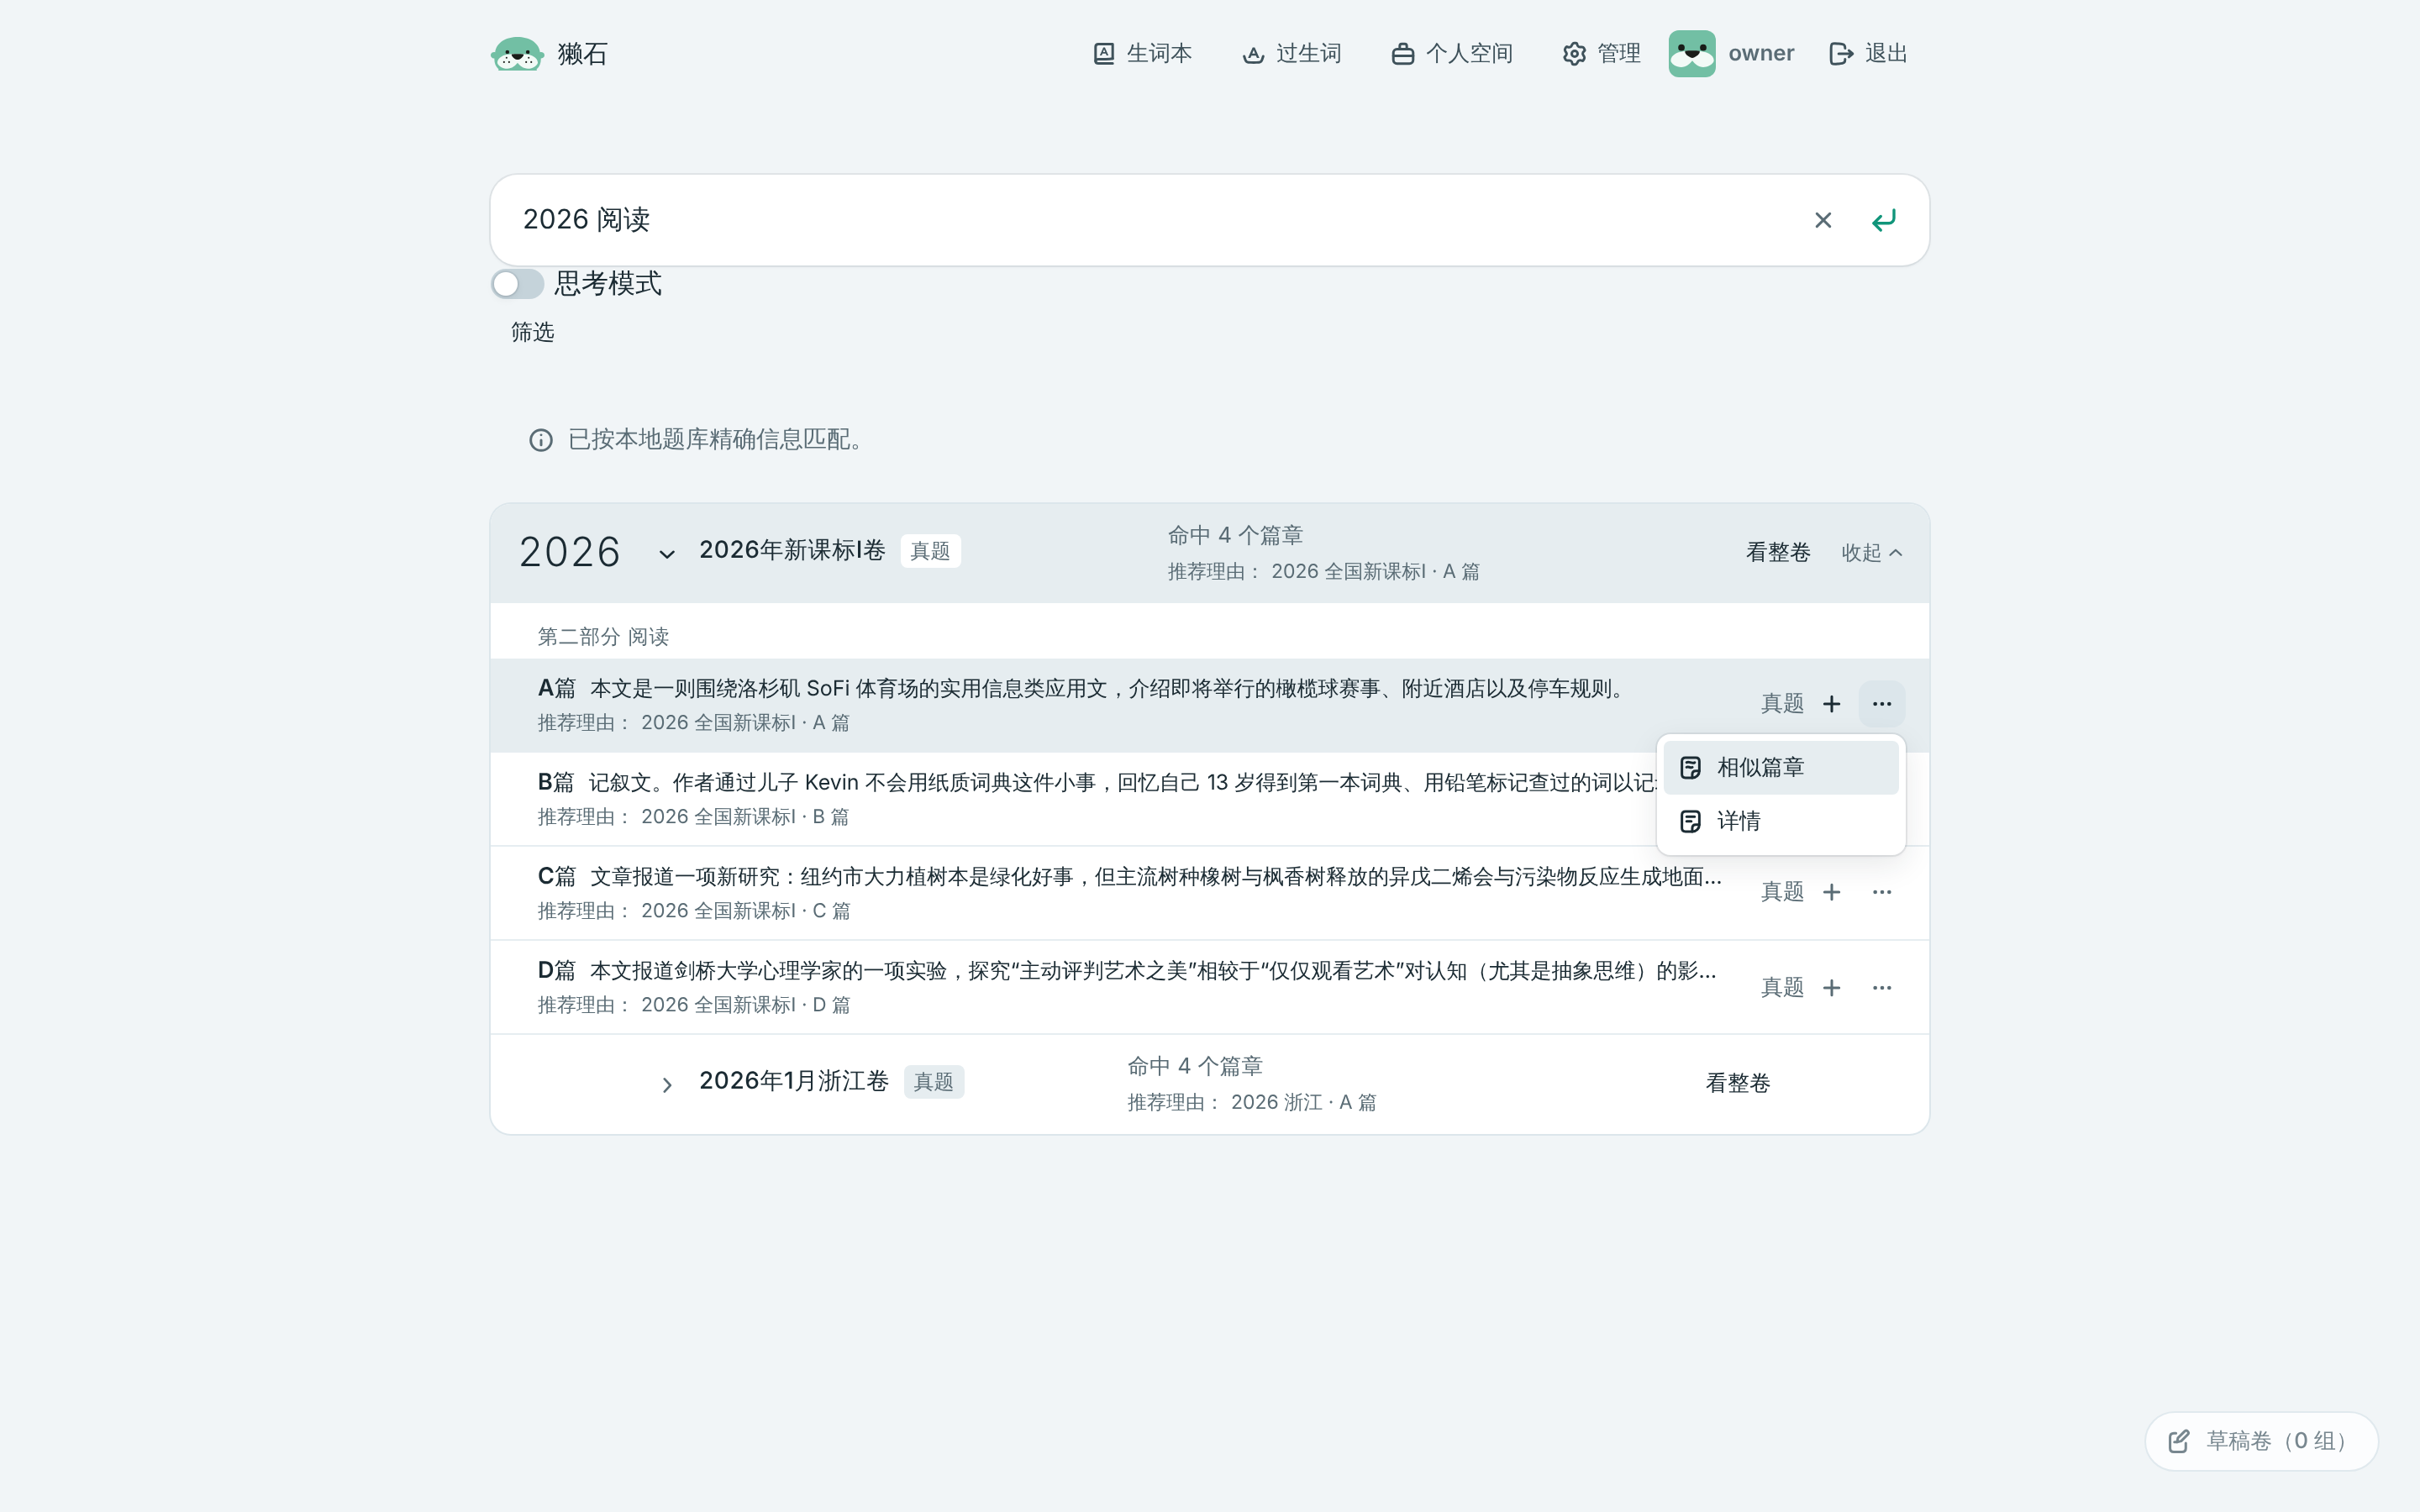 獭石
生词本 过生词 个人空间 管理 owner 退出
2026 阅读
思考模式
筛选
已按本地题库精确信息匹配。
2026 2026年新课标I卷 真题 命中 4 个篇章 看整卷 收起
推荐理由： 2026 全国新课标I · A 篇
第二部分 阅读
A篇 本文是一则围绕洛杉矶 SoFi 体育场的实用信息类应用文，介绍即将举行的橄榄球赛事、附近酒店以及停车规则。 真题
推荐理由： 2026 全国新课标I · A 篇
相似篇章
详情
B篇 记叙文。作者通过儿子 Kevin 不会用纸质词典这件小事，回忆自己 13 岁得到第一本词典、用铅笔标记查过的词以记
推荐理由： 2026 全国新课标I · B 篇
C篇 文章报道一项新研究：纽约市大力植树本是绿化好事，但主流树种橡树与枫香树释放的异戊二烯会与污染物反应生成地面... 真题
推荐理由： 2026 全国新课标I · C 篇
D篇 本文报道剑桥大学心理学家的一项实验，探究“主动评判艺术之美”相较于“仅仅观看艺术”对认知（尤其是抽象思维）的影... 真题
推荐理由： 2026 全国新课标I · D 篇
2026年1月浙江卷 真题 命中 4 个篇章 看整卷
推荐理由： 2026 浙江 · A 篇
草稿卷（0 组）